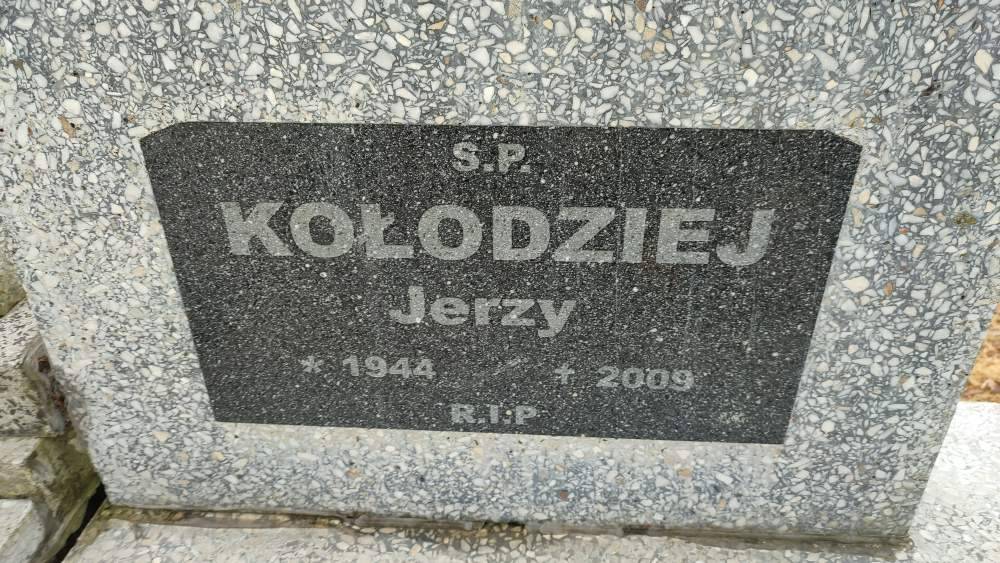 S.P.
KOŁODZIEJ
Jerzy
* 1944 † 2009
R.I.P